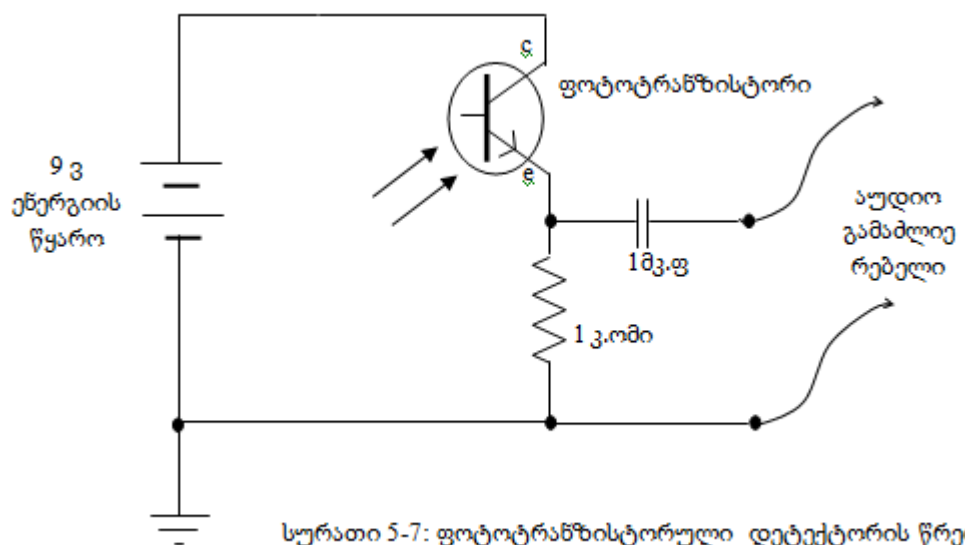 c
ფოტოტრანზისტორი
9 ვ
ენერგიის
წყარო
e
აუდიო
გამაძლიე
რებელი
1მკ.ფ
1 კ.ომი
სურათი 5-7: ფოტოტრანზისტორული დეტექტორის წრე